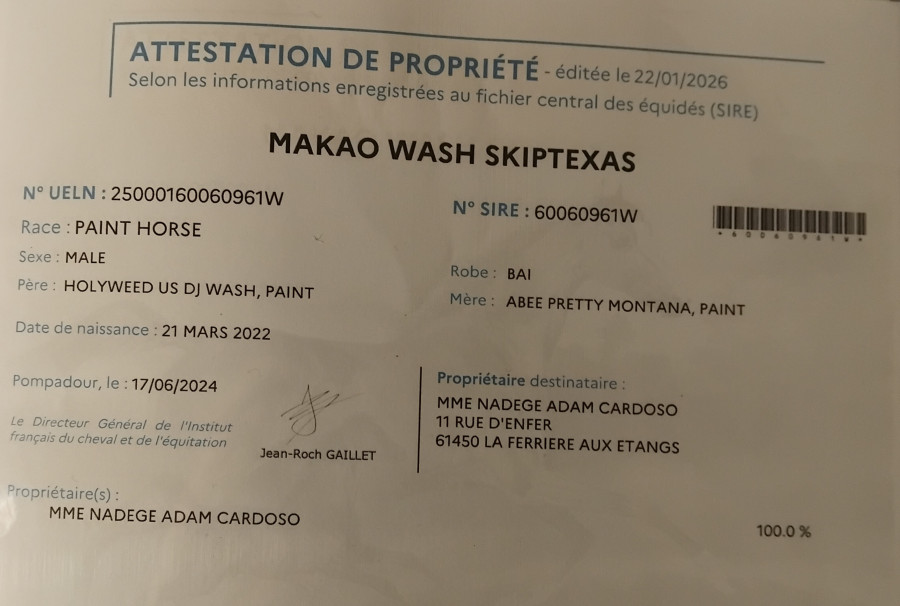 ATTESTATION DE PROPRIÉTÉ - éditée le 22/01/2026
Selon les informations enregistrées au fichier central des équidés (SIRE)
MAKAO WASH SKIPTEXAS
N° UELN : 25000160060961W
N° SIRE : 60060961W
*60060961W*
Race : PAINT HORSE
Sexe : MALE
Robe : BAI
Père : HOLYWEED US DJ WASH, PAINT
Mère : ABEE PRETTY MONTANA, PAINT
Date de naissance : 21 MARS 2022
Pompadour, le : 17/06/2024
Le Directeur Général de l'Institut
français du cheval et de l'équitation
Jean-Roch GAILLET
Propriétaire destinataire :
MME NADEGE ADAM CARDOSO
11 RUE D'ENFER
61450 LA FERRIERE AUX ETANGS
Propriétaire(s) :
MME NADEGE ADAM CARDOSO
100.0 %